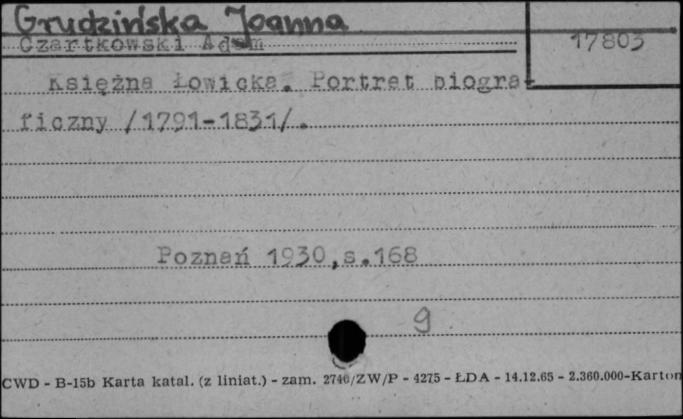 Grudzińska Joanna
Czartkowski Adam
17803
Księżna Łowicka. Portret biogra-
ficzny /1791-1831/.
Poznań 1930,s.168
9
CWD - B-15b Karta katal. (z liniat.) - zam. 2746/ZW/P - 4275 - ŁDA - 14.12.65 - 2.360.000-Karton